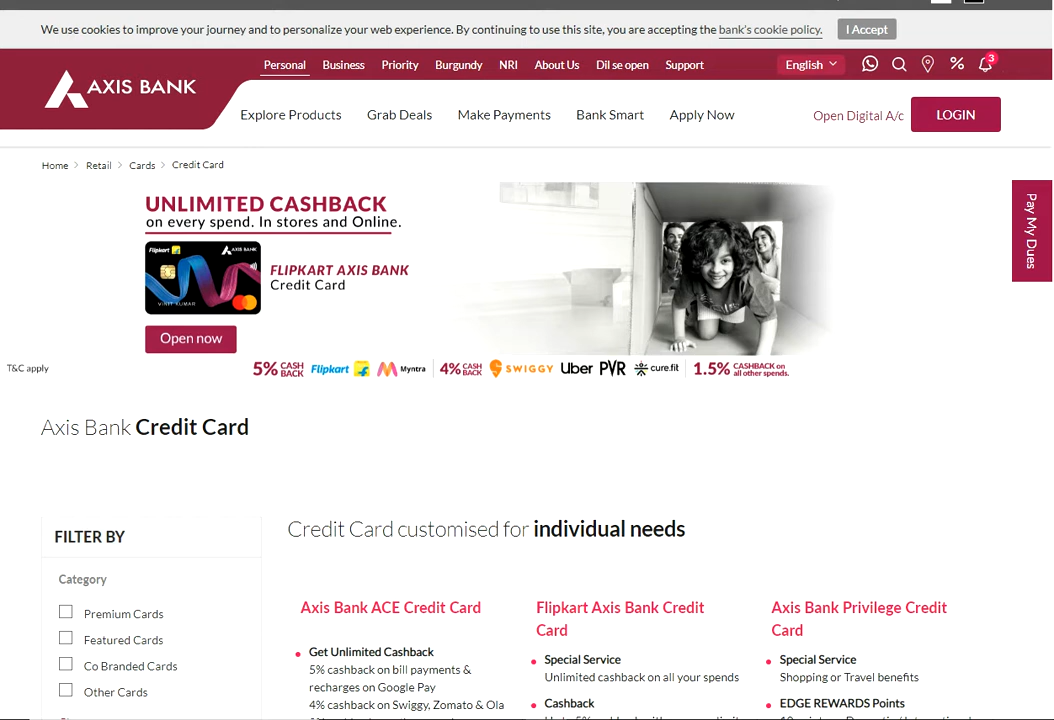 We use cookies to improve your journey and to personalize your web experience. By continuing to use this site, you are accepting the bank's cookie policy. I Accept
Personal Business Priority Burgundy NRI About Us Dil se open Support English 3
AXIS BANK
Explore Products Grab Deals Make Payments Bank Smart Apply Now Open Digital A/c LOGIN
Home Retail Cards Credit Card
Pay My Dues
UNLIMITED CASHBACK
on every spend. In stores and Online.
Flipkart AXIS BANK
VINIT KUMAR
FLIPKART AXIS BANK
Credit Card
Open now
T&C apply
5% CASH BACK Flipkart Myntra 4% CASH BACK SWIGGY Uber PVR cure.fit 1.5% CASHBACK on all other spends.
Axis Bank Credit Card
FILTER BY
Category
Premium Cards
Featured Cards
Co Branded Cards
Other Cards
Credit Card customised for individual needs
Axis Bank ACE Credit Card
Get Unlimited Cashback
5% cashback on bill payments &
recharges on Google Pay
4% cashback on Swiggy, Zomato & Ola
Flipkart Axis Bank Credit
Card
Special Service
Unlimited cashback on all your spends
Cashback
Axis Bank Privilege Credit
Card
Special Service
Shopping or Travel benefits
EDGE REWARDS Points